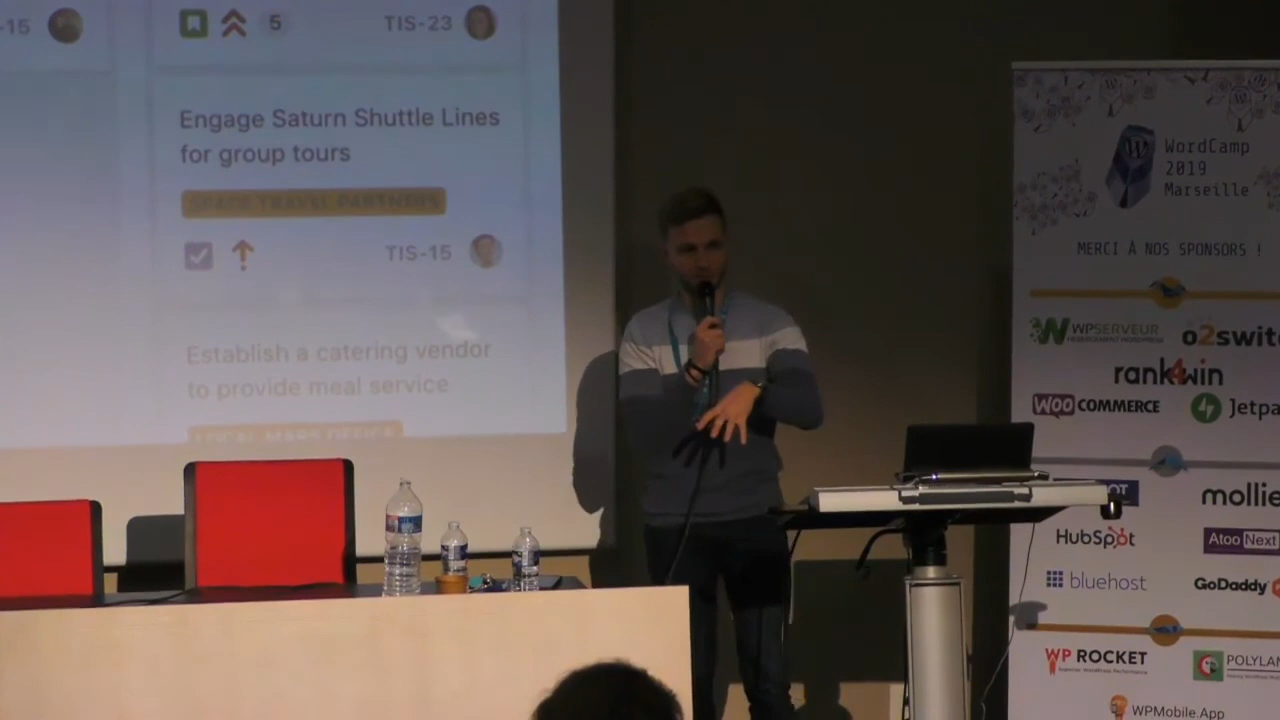 -15
5
TIS-23
Engage Saturn Shuttle Lines
for group tours
SPACE TRAVEL PARTNERS
TIS-15
Establish a catering vendor
to provide meal service
WordCamp
2019
Marseille
MERCI À NOS SPONSORS !
WPSERVEUR
o2swit
rank4win
WOO COMMERCE
Jetpa
mollie
HubSpot
Atoo Next
bluehost
GoDaddy
WP ROCKET
POLYLAN
WPMobile.App